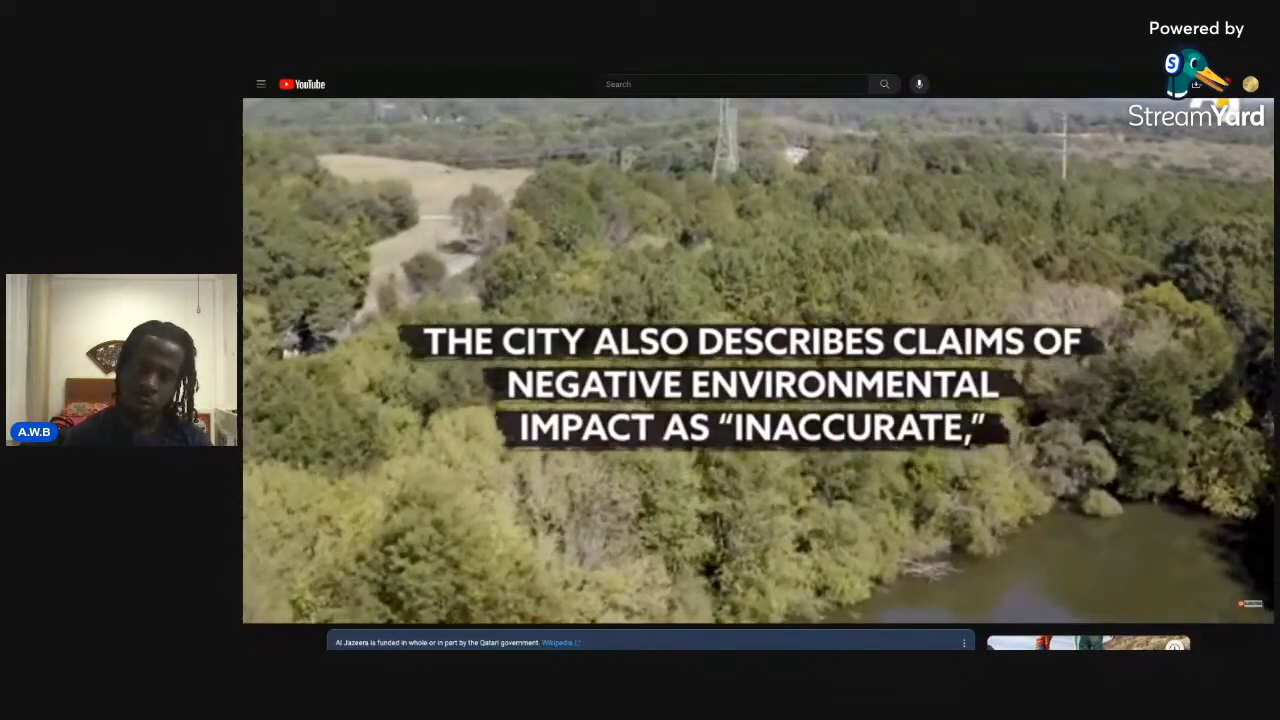 Powered by
StreamYard
YouTube
Search
THE CITY ALSO DESCRIBES CLAIMS OF
NEGATIVE ENVIRONMENTAL
IMPACT AS “INACCURATE,”
A.W.B
Al Jazeera is funded in whole or in part by the Qatari government. Wikipedia